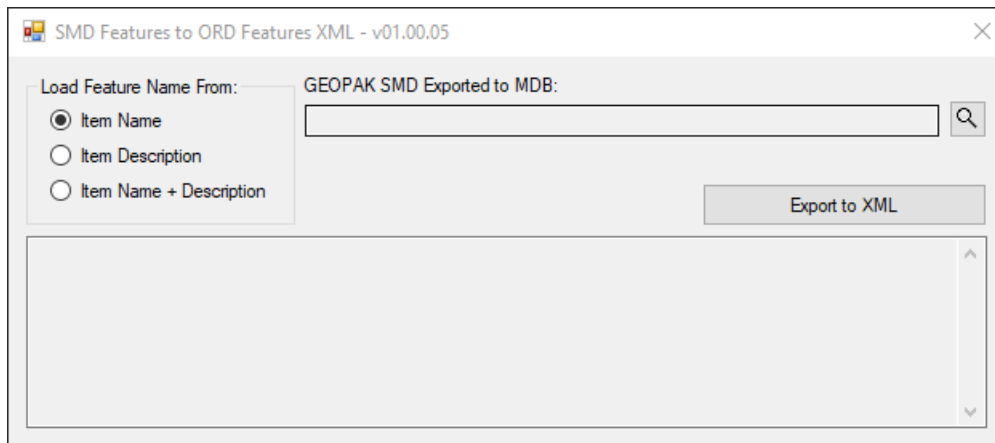 SMD Features to ORD Features XML - v01.00.05
Load Feature Name From:
Item Name
Item Description
Item Name + Description
GEOPAK SMD Exported to MDB:
Export to XML